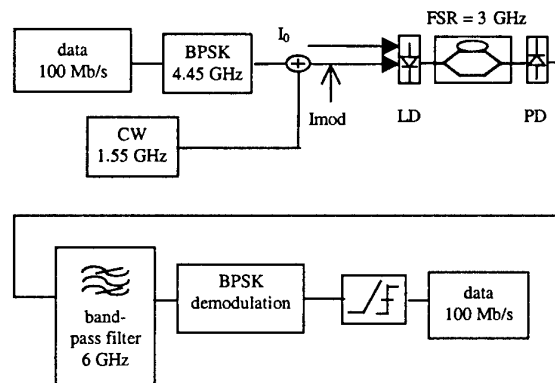 FSR = 3 GHz
data
100 Mb/s
BPSK
4.45 GHz
I0
Imod
LD
PD
CW
1.55 GHz
band-
pass filter
6 GHz
BPSK
demodulation
data
100 Mb/s